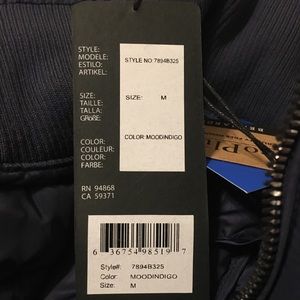 STYLE:
MODELE:
ESTILO:
ARTIKEL:
STYLE NO: 7894B325
SIZE:
TAILLE:
TALLA:
GRÖßE:
SIZE: M
COLOR:
COULEUR:
COLOR:
FARBE:
COLOR: MOODINDIGO
RN 94868
CA 59371
6 36754 98519 7
Style#: 7894B325
Color: MOODINDIGO
Size: M